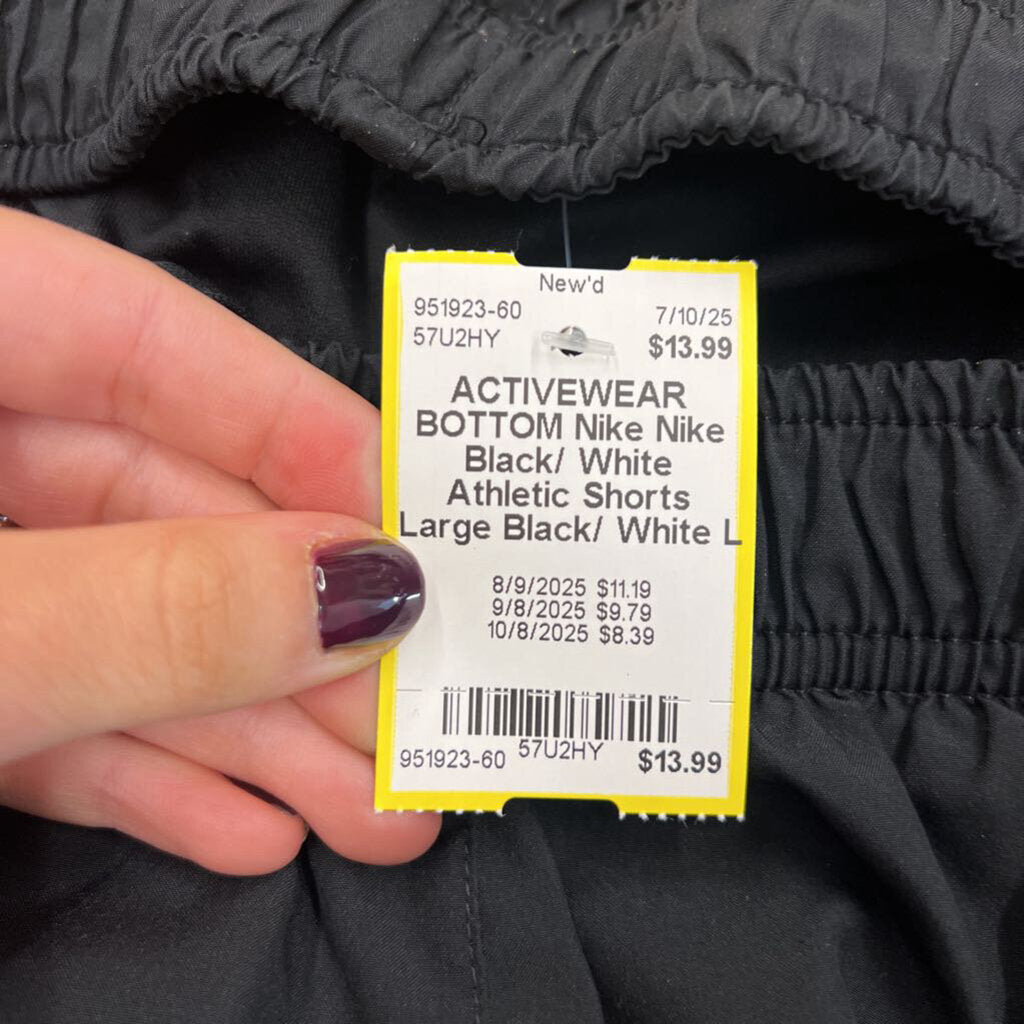 New'd
951923-60 7/10/25
57U2HY $13.99
ACTIVEWEAR
BOTTOM Nike Nike
Black/ White
Athletic Shorts
Large Black/ White L
8/9/2025 $11.19
9/8/2025 $9.79
10/8/2025 $8.39
951923-60 57U2HY $13.99